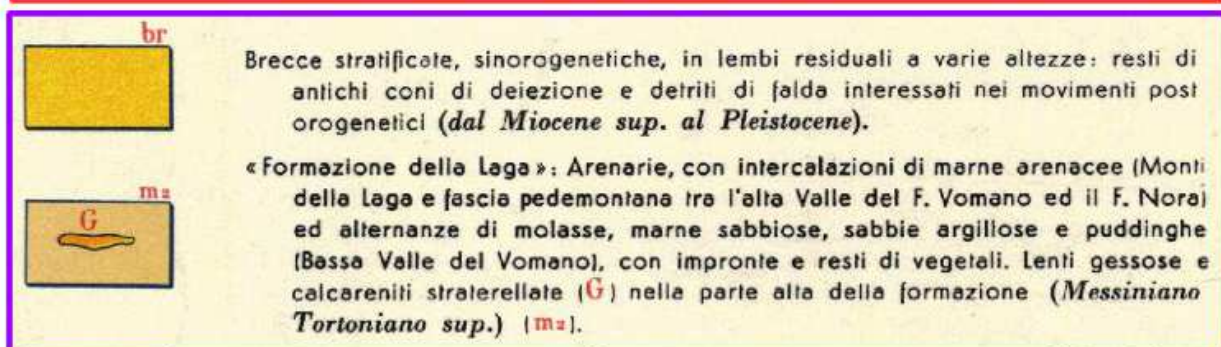 br
Brecce stratificate, sinorogenetiche, in lembi residuali a varie altezze: resti di
antichi coni di deiezione e detriti di falda interessati nei movimenti post
orogenetici (dal Miocene sup. al Pleistocene).
m2
G
«Formazione della Laga»: Arenarie, con intercalazioni di marne arenacee (Monti
della Laga e fascia pedemontana tra l'alta Valle del F. Vomano ed il F. Nora)
ed alternanze di molasse, marne sabbiose, sabbie argillose e puddinghe
(Bassa Valle del Vomano), con impronte e resti di vegetali. Lenti gessose e
calcareniti straterellate (G) nella parte alta della formazione (Messiniano
Tortoniano sup.) (m2).